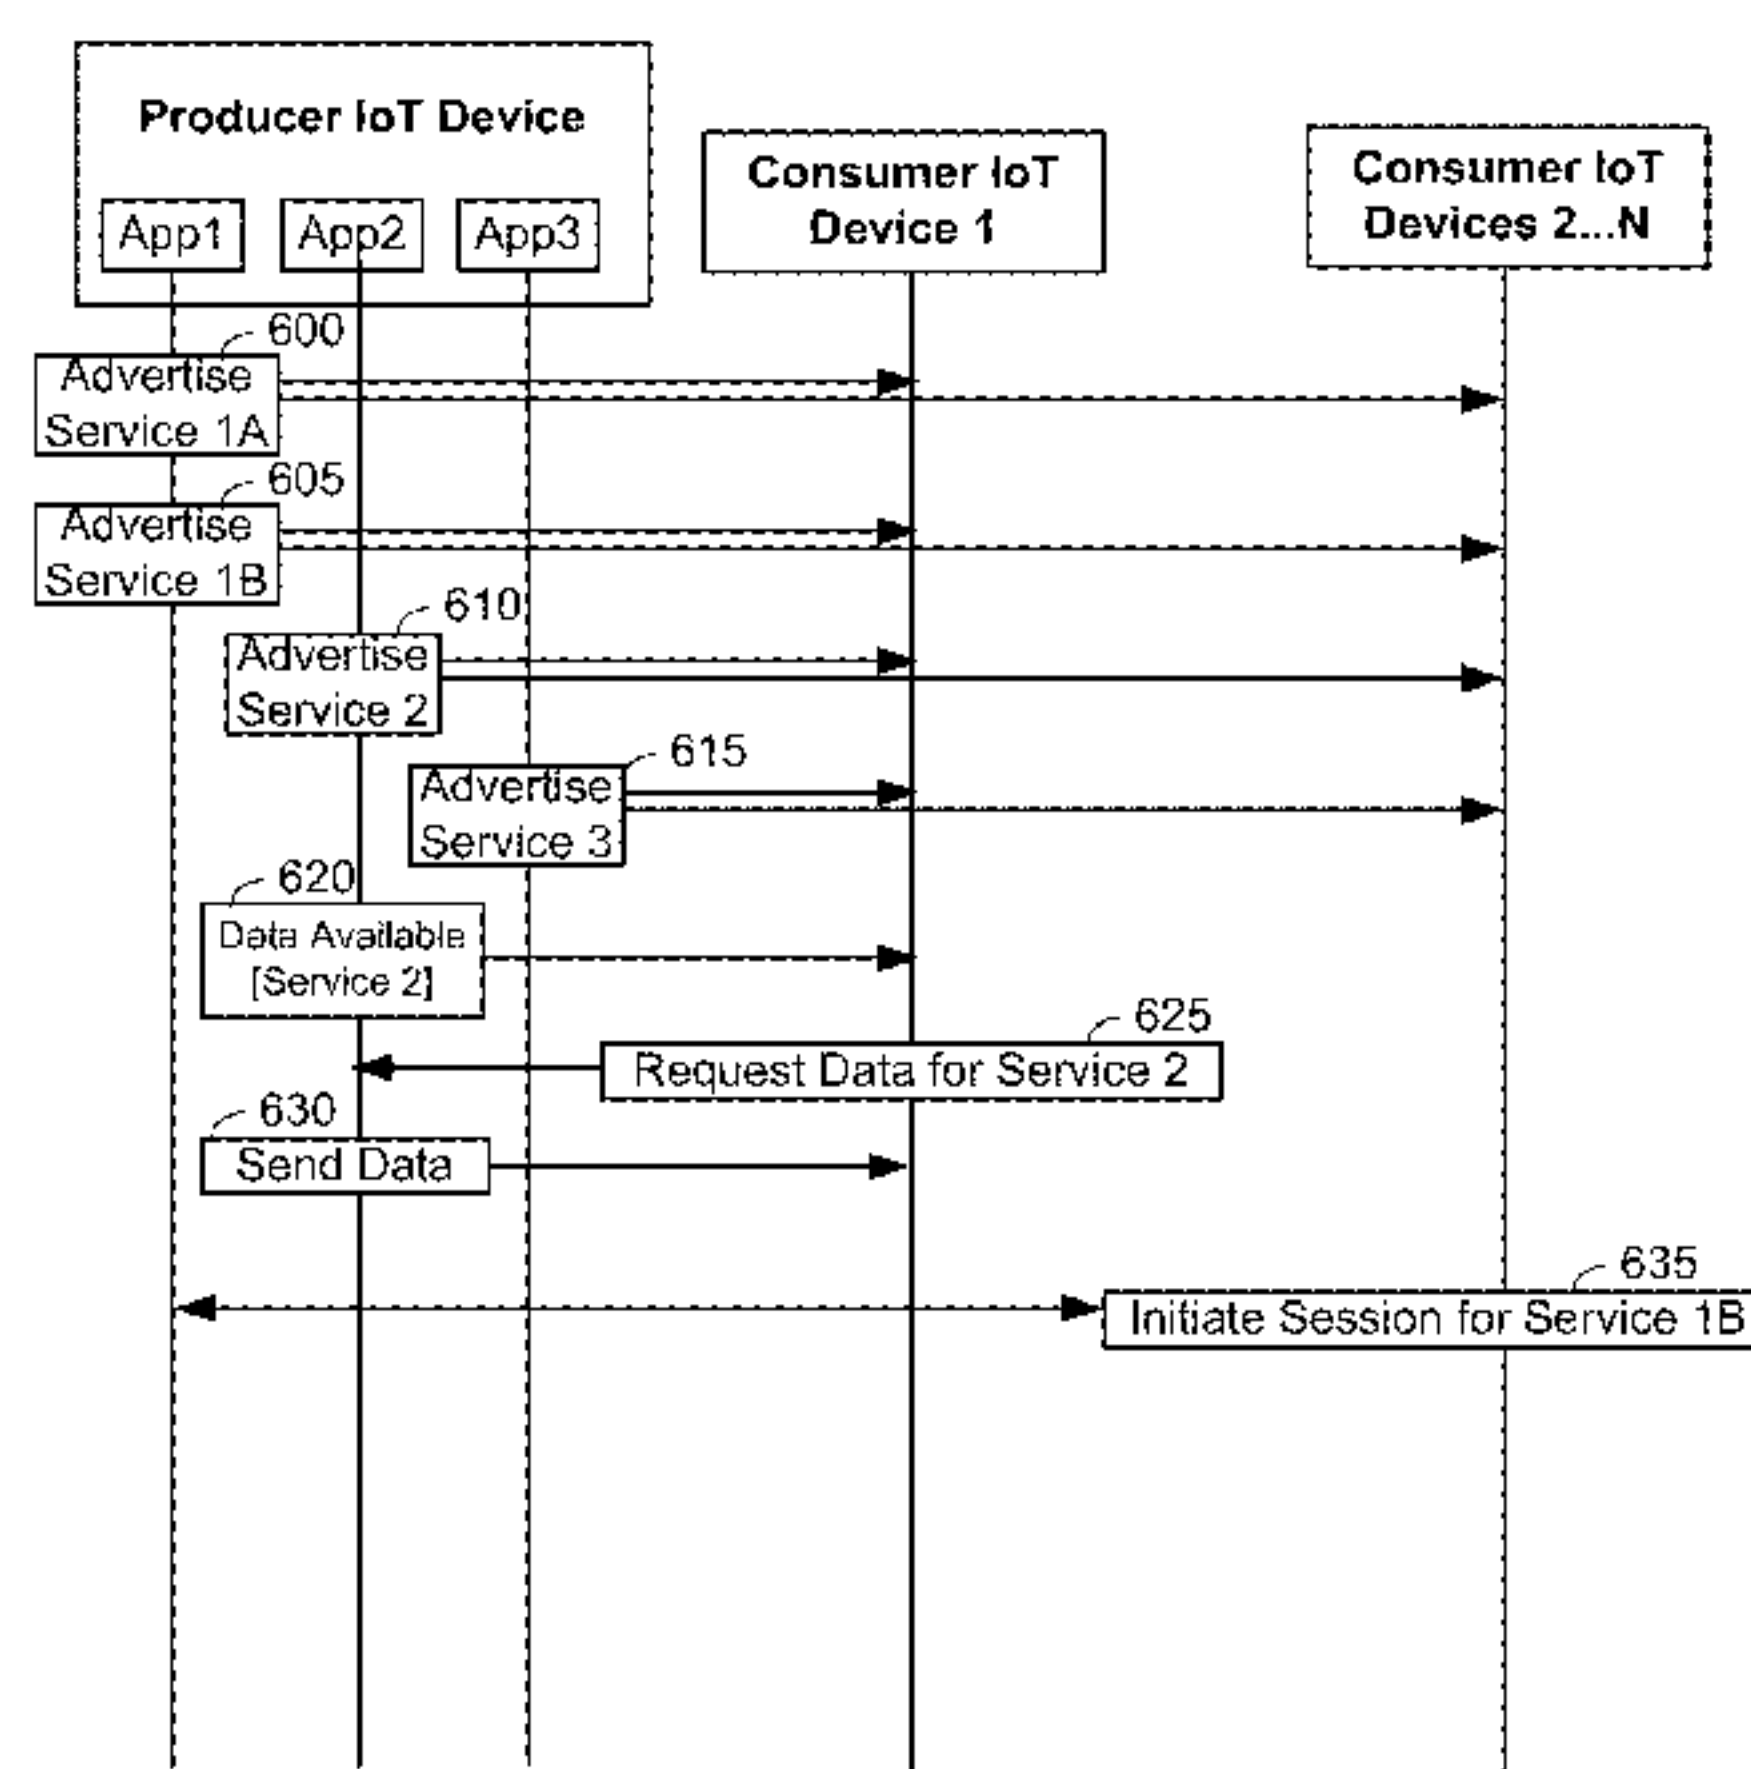 Producer IoT Device
App1 App2 App3
Consumer IoT
Device 1
Consumer IoT
Devices 2...N
600
Advertise
Service 1A
605
Advertise
Service 1B
610
Advertise
Service 2
615
Advertise
Service 3
620
Data Available
[Service 2]
625
Request Data for Service 2
630
Send Data
635
Initiate Session for Service 1B